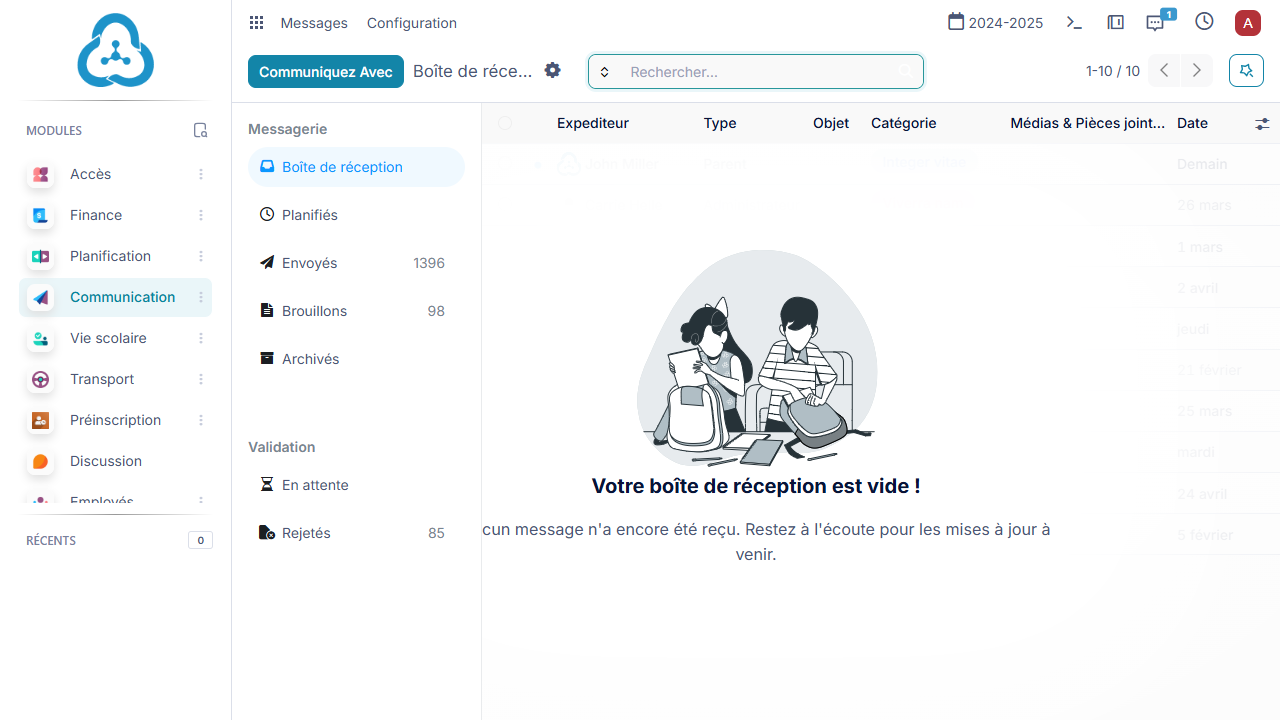 Messages
Configuration
2024-2025
1
A
Communiquez Avec
Boîte de réce...
Rechercher...
1-10 / 10
MODULES
Accès
Finance
Planification
Communication
Vie scolaire
Transport
Préinscription
Discussion
Employés
RÉCENTS
0
Messagerie
Boîte de réception
Planifiés
Envoyés
1396
Brouillons
98
Archivés
Validation
En attente
Rejetés
85
Expediteur
Type
Objet
Catégorie
Médias & Pièces joint...
Date
Demain
26 mars
1 mars
2 avril
jeudi
21 février
25 mars
mardi
24 avril
5 février
Votre boîte de réception est vide !
cun message n'a encore été reçu. Restez à l'écoute pour les mises à jour à
venir.